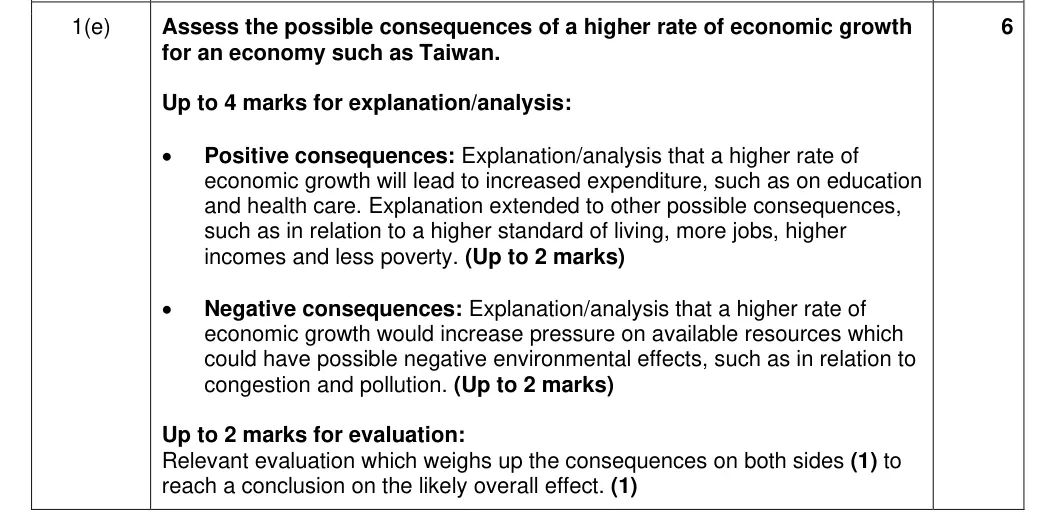 1(e) Assess the possible consequences of a higher rate of economic growth 6
for an economy such as Taiwan.
Up to 4 marks for explanation/analysis:
• Positive consequences: Explanation/analysis that a higher rate of
economic growth will lead to increased expenditure, such as on education
and health care. Explanation extended to other possible consequences,
such as in relation to a higher standard of living, more jobs, higher
incomes and less poverty. (Up to 2 marks)
• Negative consequences: Explanation/analysis that a higher rate of
economic growth would increase pressure on available resources which
could have possible negative environmental effects, such as in relation to
congestion and pollution. (Up to 2 marks)
Up to 2 marks for evaluation:
Relevant evaluation which weighs up the consequences on both sides (1) to
reach a conclusion on the likely overall effect. (1)